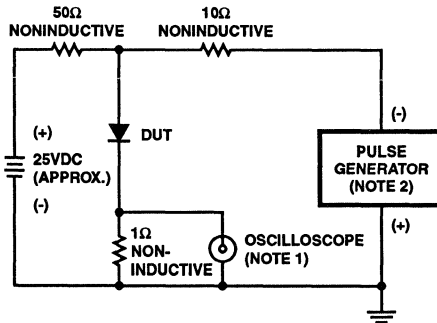 50Ω
NONINDUCTIVE
10Ω
NONINDUCTIVE
(+)
25VDC
(APPROX.)
(-)
DUT
1Ω
NON-
INDUCTIVE
OSCILLOSCOPE
(NOTE 1)
(-)
PULSE
GENERATOR
(NOTE 2)
(+)